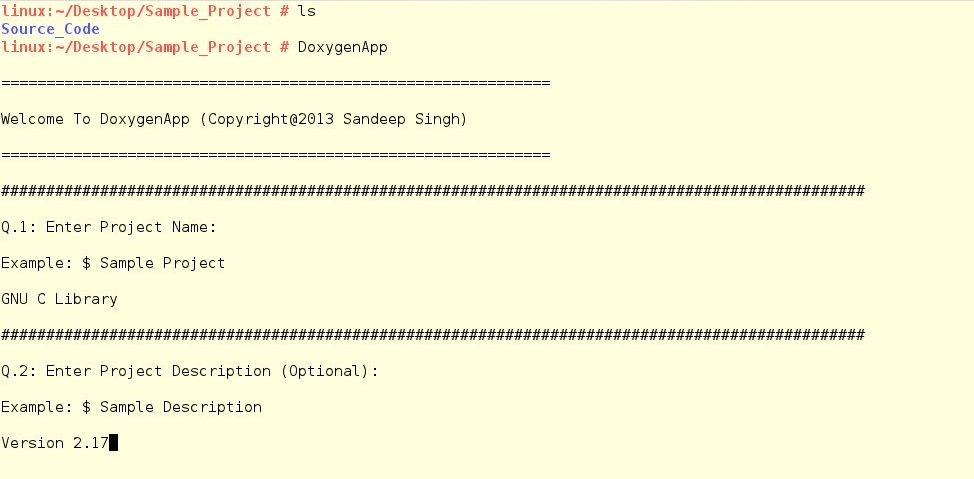 linux:~/Desktop/Sample_Project # ls
Source_Code
linux:~/Desktop/Sample_Project # DoxygenApp
=============================================================
Welcome To DoxygenApp (Copyright@2013 Sandeep Singh)
=============================================================
################################################################################################
Q.1: Enter Project Name:
Example: $ Sample Project
GNU C Library
################################################################################################
Q.2: Enter Project Description (Optional):
Example: $ Sample Description
Version 2.17